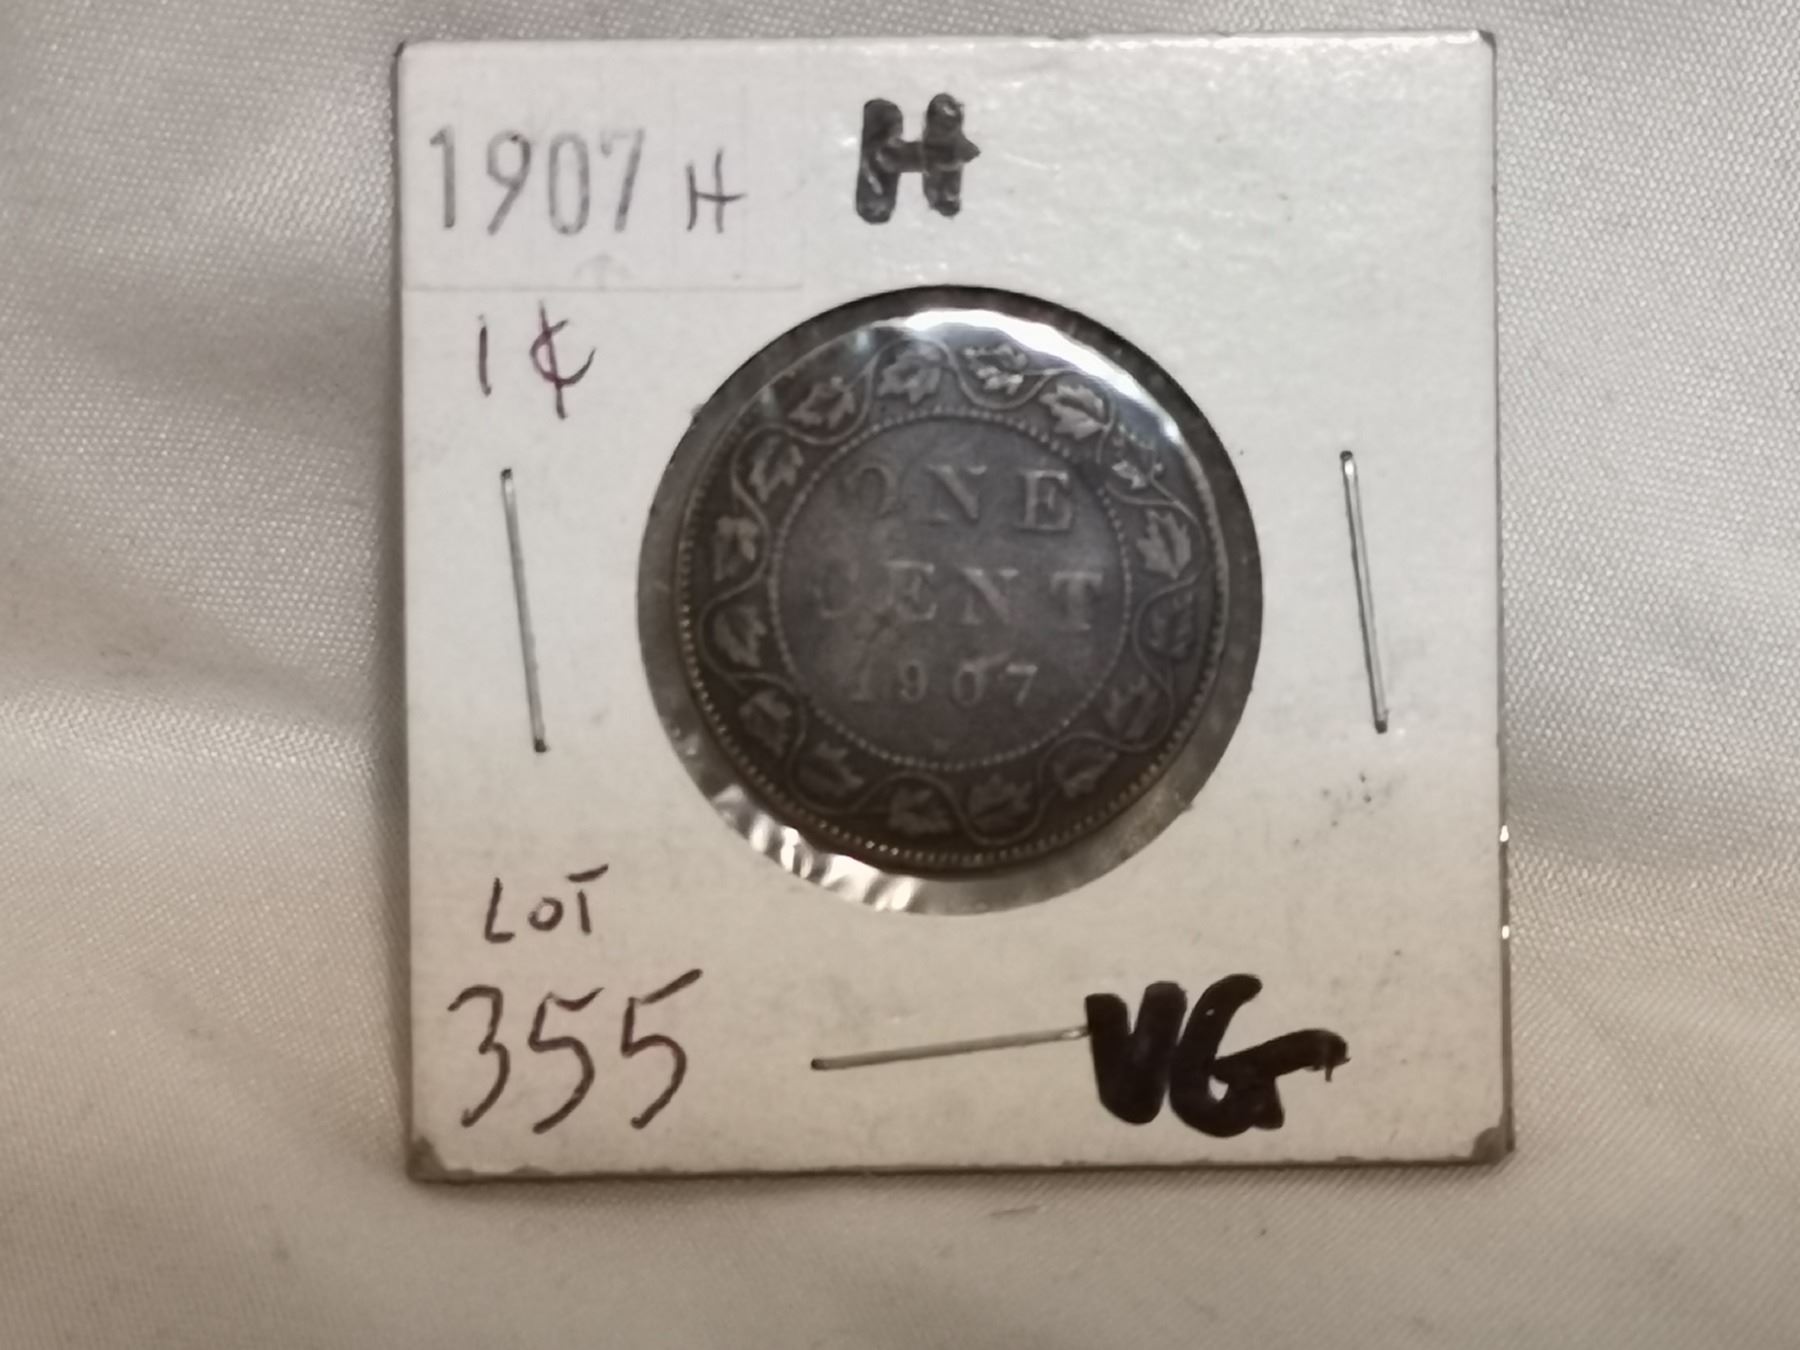 1907 H H
1¢
ONE
CENT
1907
LOT
355
VG